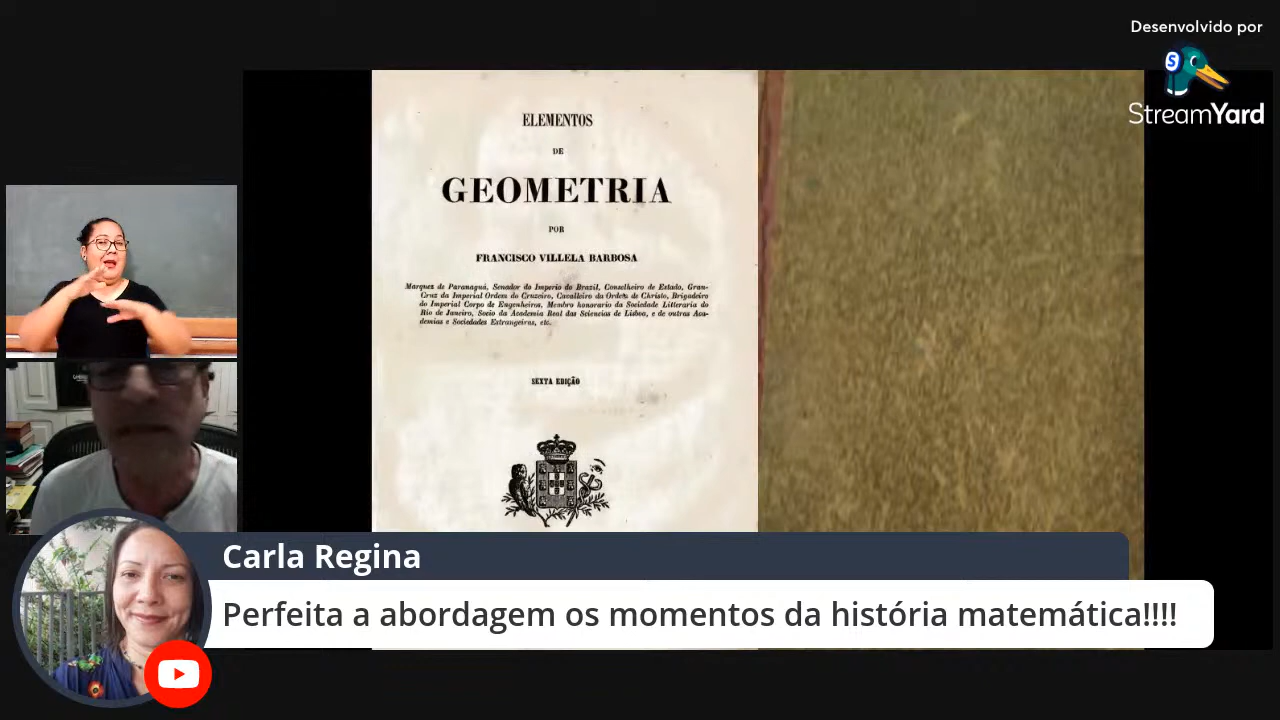 Desenvolvido por
StreamYard
ELEMENTOS
DE
GEOMETRIA
POR
FRANCISCO VILLELA BARBOSA
Marquez de Paranaguá, Senador do Imperio do Brazil, Conselheiro de Estado, Gran-
Cruz da Imperial Ordem do Cruzeiro, Cavalleiro da Ordem de Christo, Brigadeiro
do Imperial Corpo de Engenheiros, Membro honorario da Sociedade Litteraria do
Rio de Janeiro, Socio da Academia Real das Sciencias de Lisboa, e de outras Aca-
demias e Sociedades Estrangeiras, etc.
SEXTA EDIÇÃO
Carla Regina
Perfeita a abordagem os momentos da história matemática!!!!